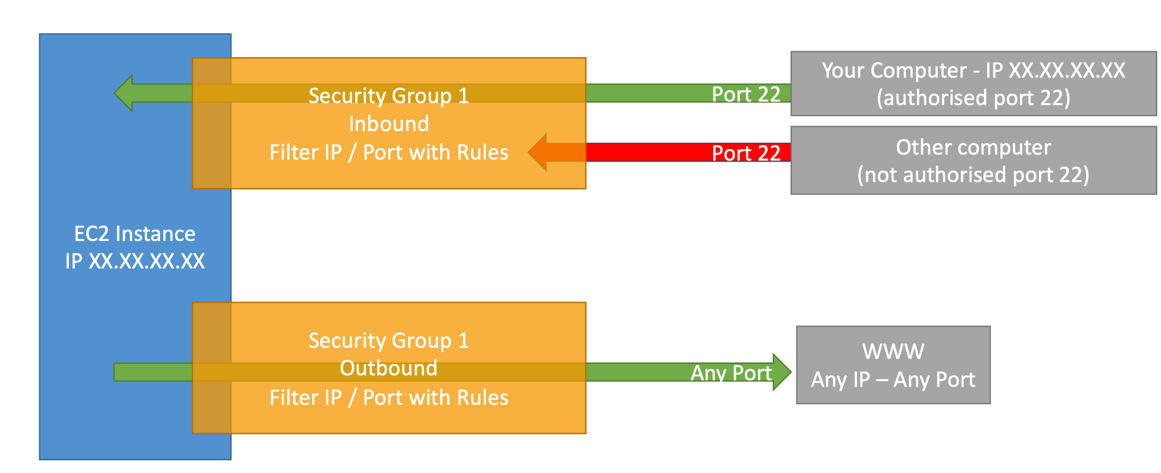 Security Group 1
Inbound
Filter IP / Port with Rules
Port 22
Your Computer - IP XX.XX.XX.XX
(authorised port 22)
Port 22
Other computer
(not authorised port 22)
EC2 Instance
IP XX.XX.XX.XX
Security Group 1
Outbound
Filter IP / Port with Rules
Any Port
WWW
Any IP – Any Port